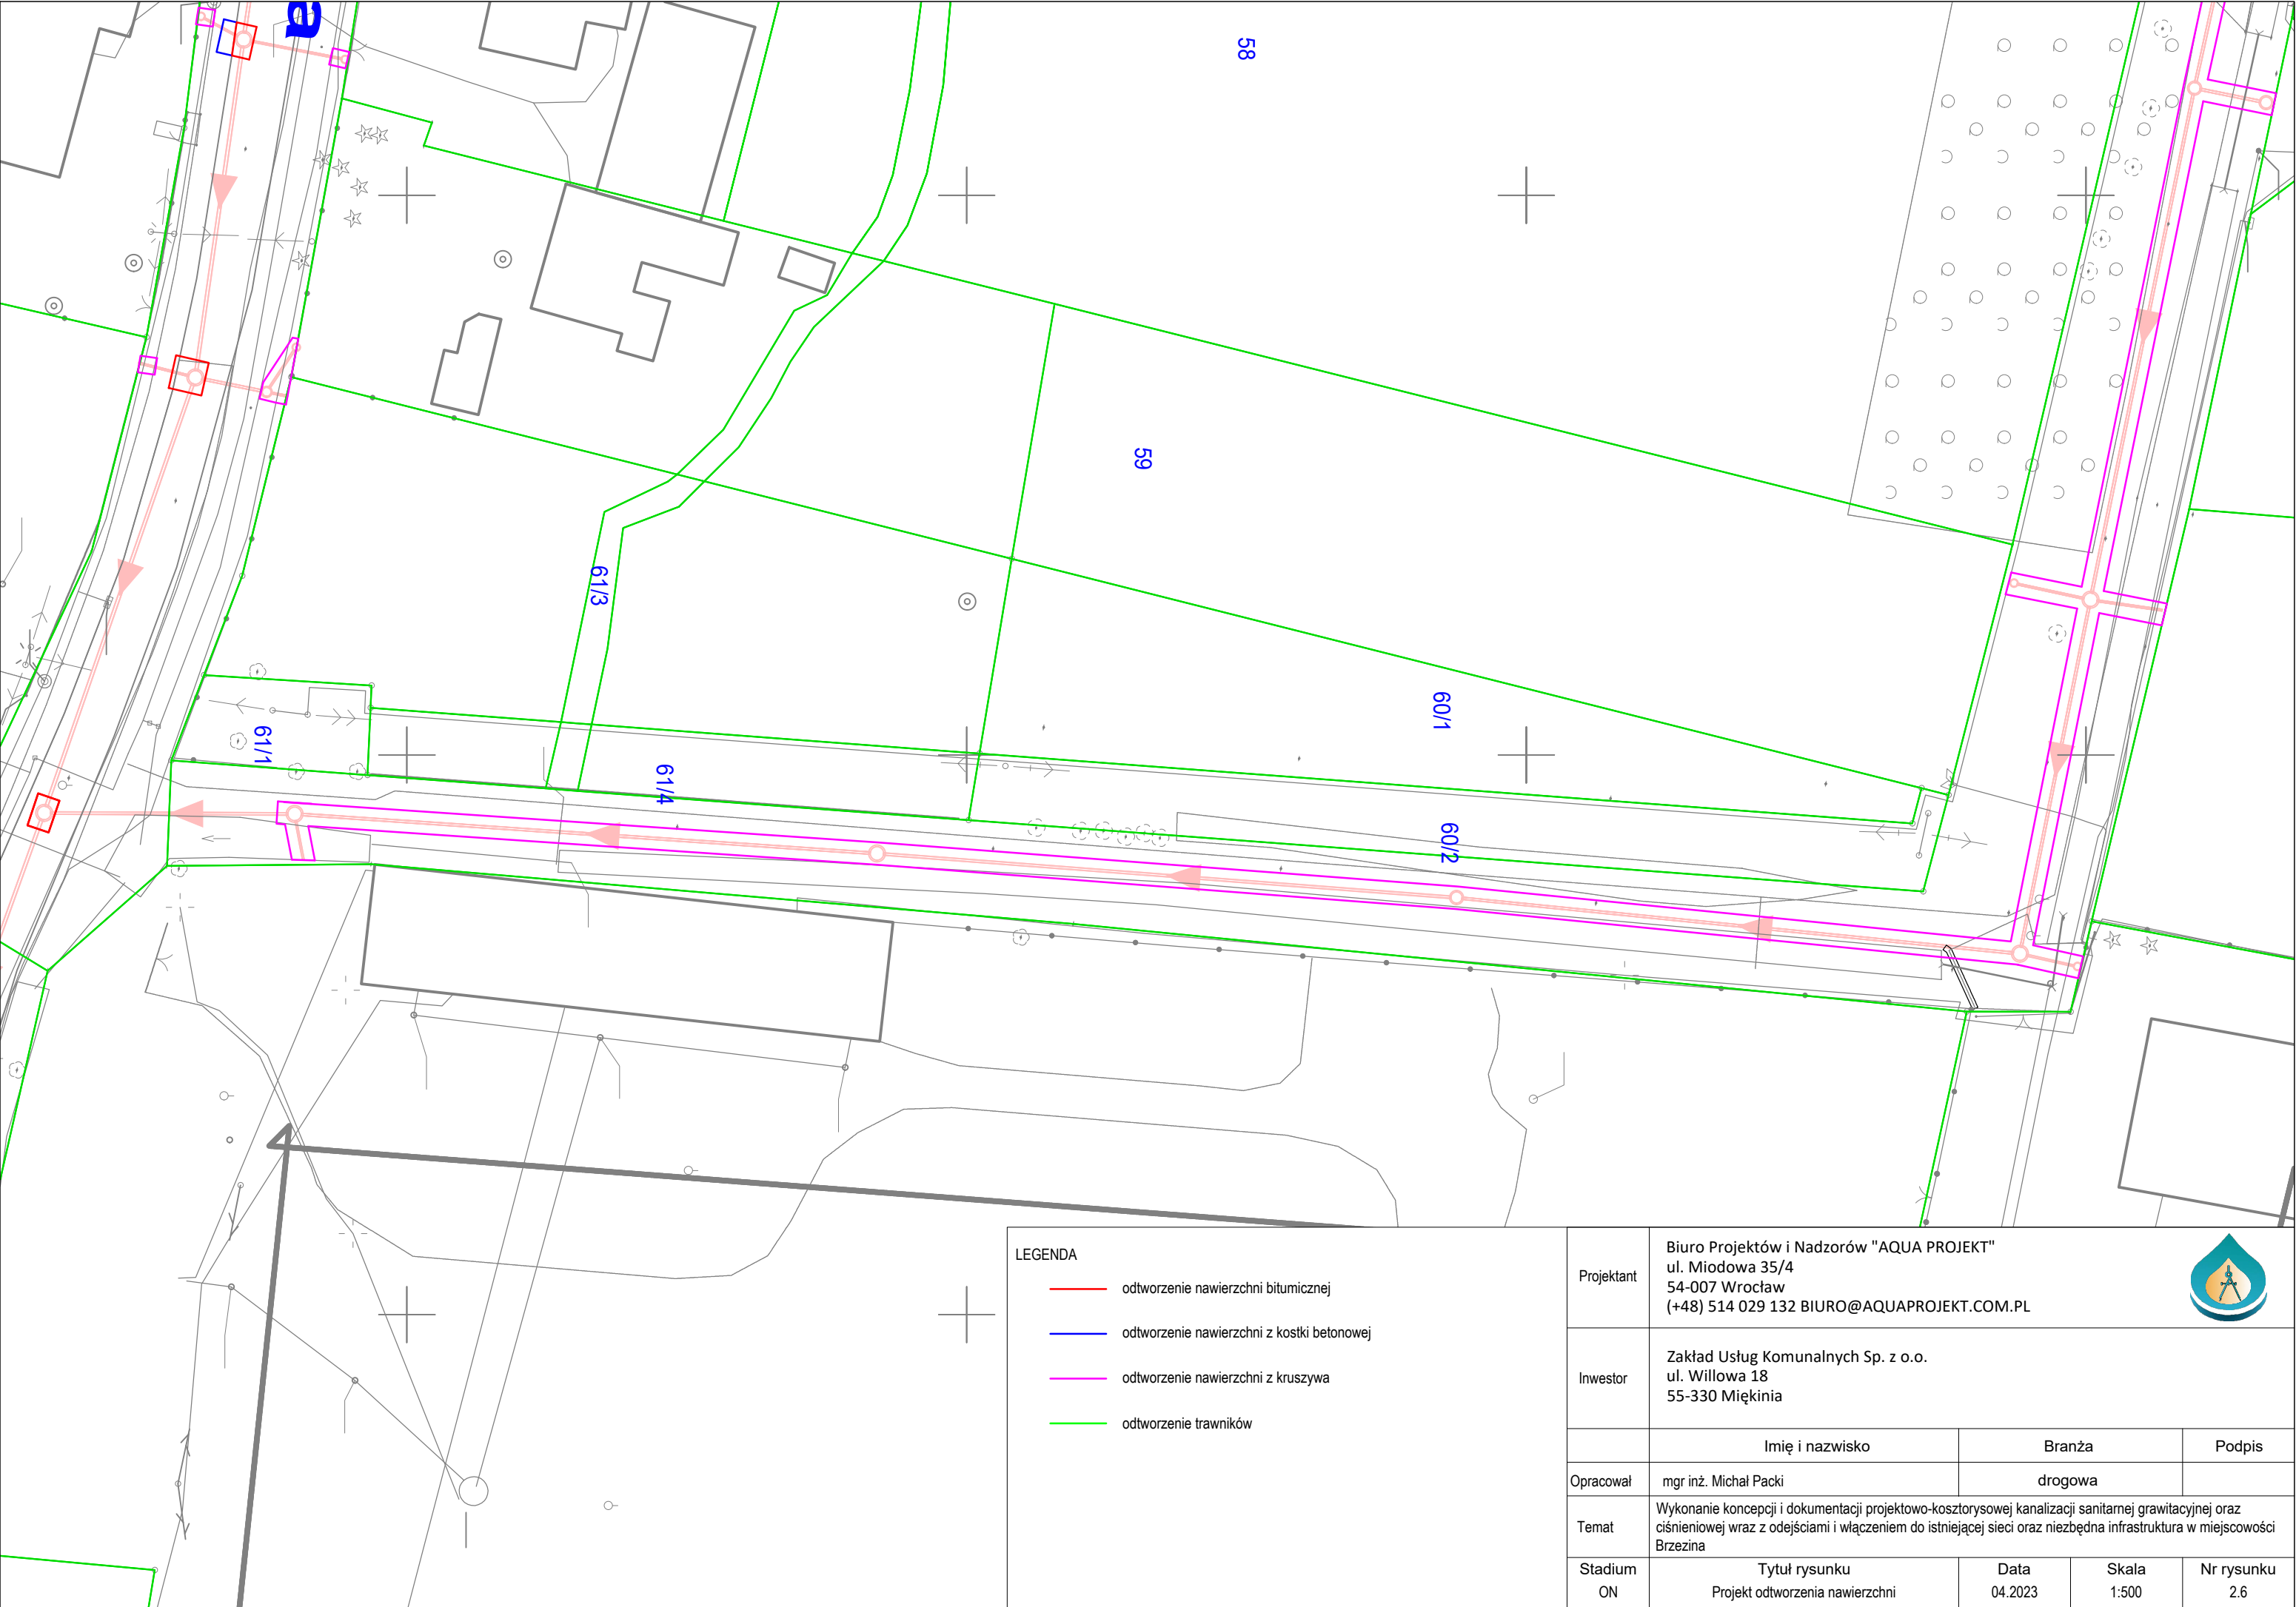 a
58
59
61/3
60/1
61/1
61/4
60/2
LEGENDA
odtworzenie nawierzchni bitumicznej
odtworzenie nawierzchni z kostki betonowej
odtworzenie nawierzchni z kruszywa
odtworzenie trawników
Projektant
Biuro Projektów i Nadzorów "AQUA PROJEKT"
ul. Miodowa 35/4
54-007 Wrocław
(+48) 514 029 132 BIURO@AQUAPROJEKT.COM.PL
Inwestor
Zakład Usług Komunalnych Sp. z o.o.
ul. Willowa 18
55-330 Miękinia
Imię i nazwisko Branża Podpis
Opracował mgr inż. Michał Packi drogowa
Temat
Wykonanie koncepcji i dokumentacji projektowo-kosztorysowej kanalizacji sanitarnej grawitacyjnej oraz
ciśnieniowej wraz z odejściami i włączeniem do istniejącej sieci oraz niezbędna infrastruktura w miejscowości
Brzezina
Stadium Tytuł rysunku Data Skala Nr rysunku
ON Projekt odtworzenia nawierzchni 04.2023 1:500 2.6